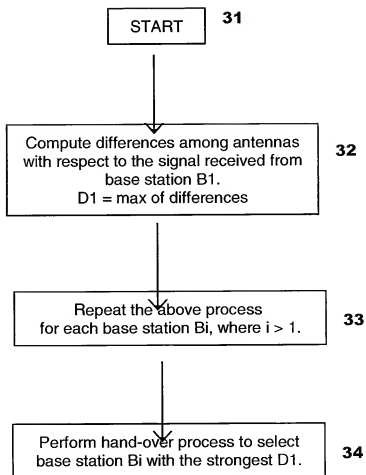 START
31
Compute differences among antennas
with respect to the signal received from
base station B1.
D1 = max of differences
32
Repeat the above process
for each base station Bi, where i > 1.
33
Perform hand-over process to select
base station Bi with the strongest D1.
34